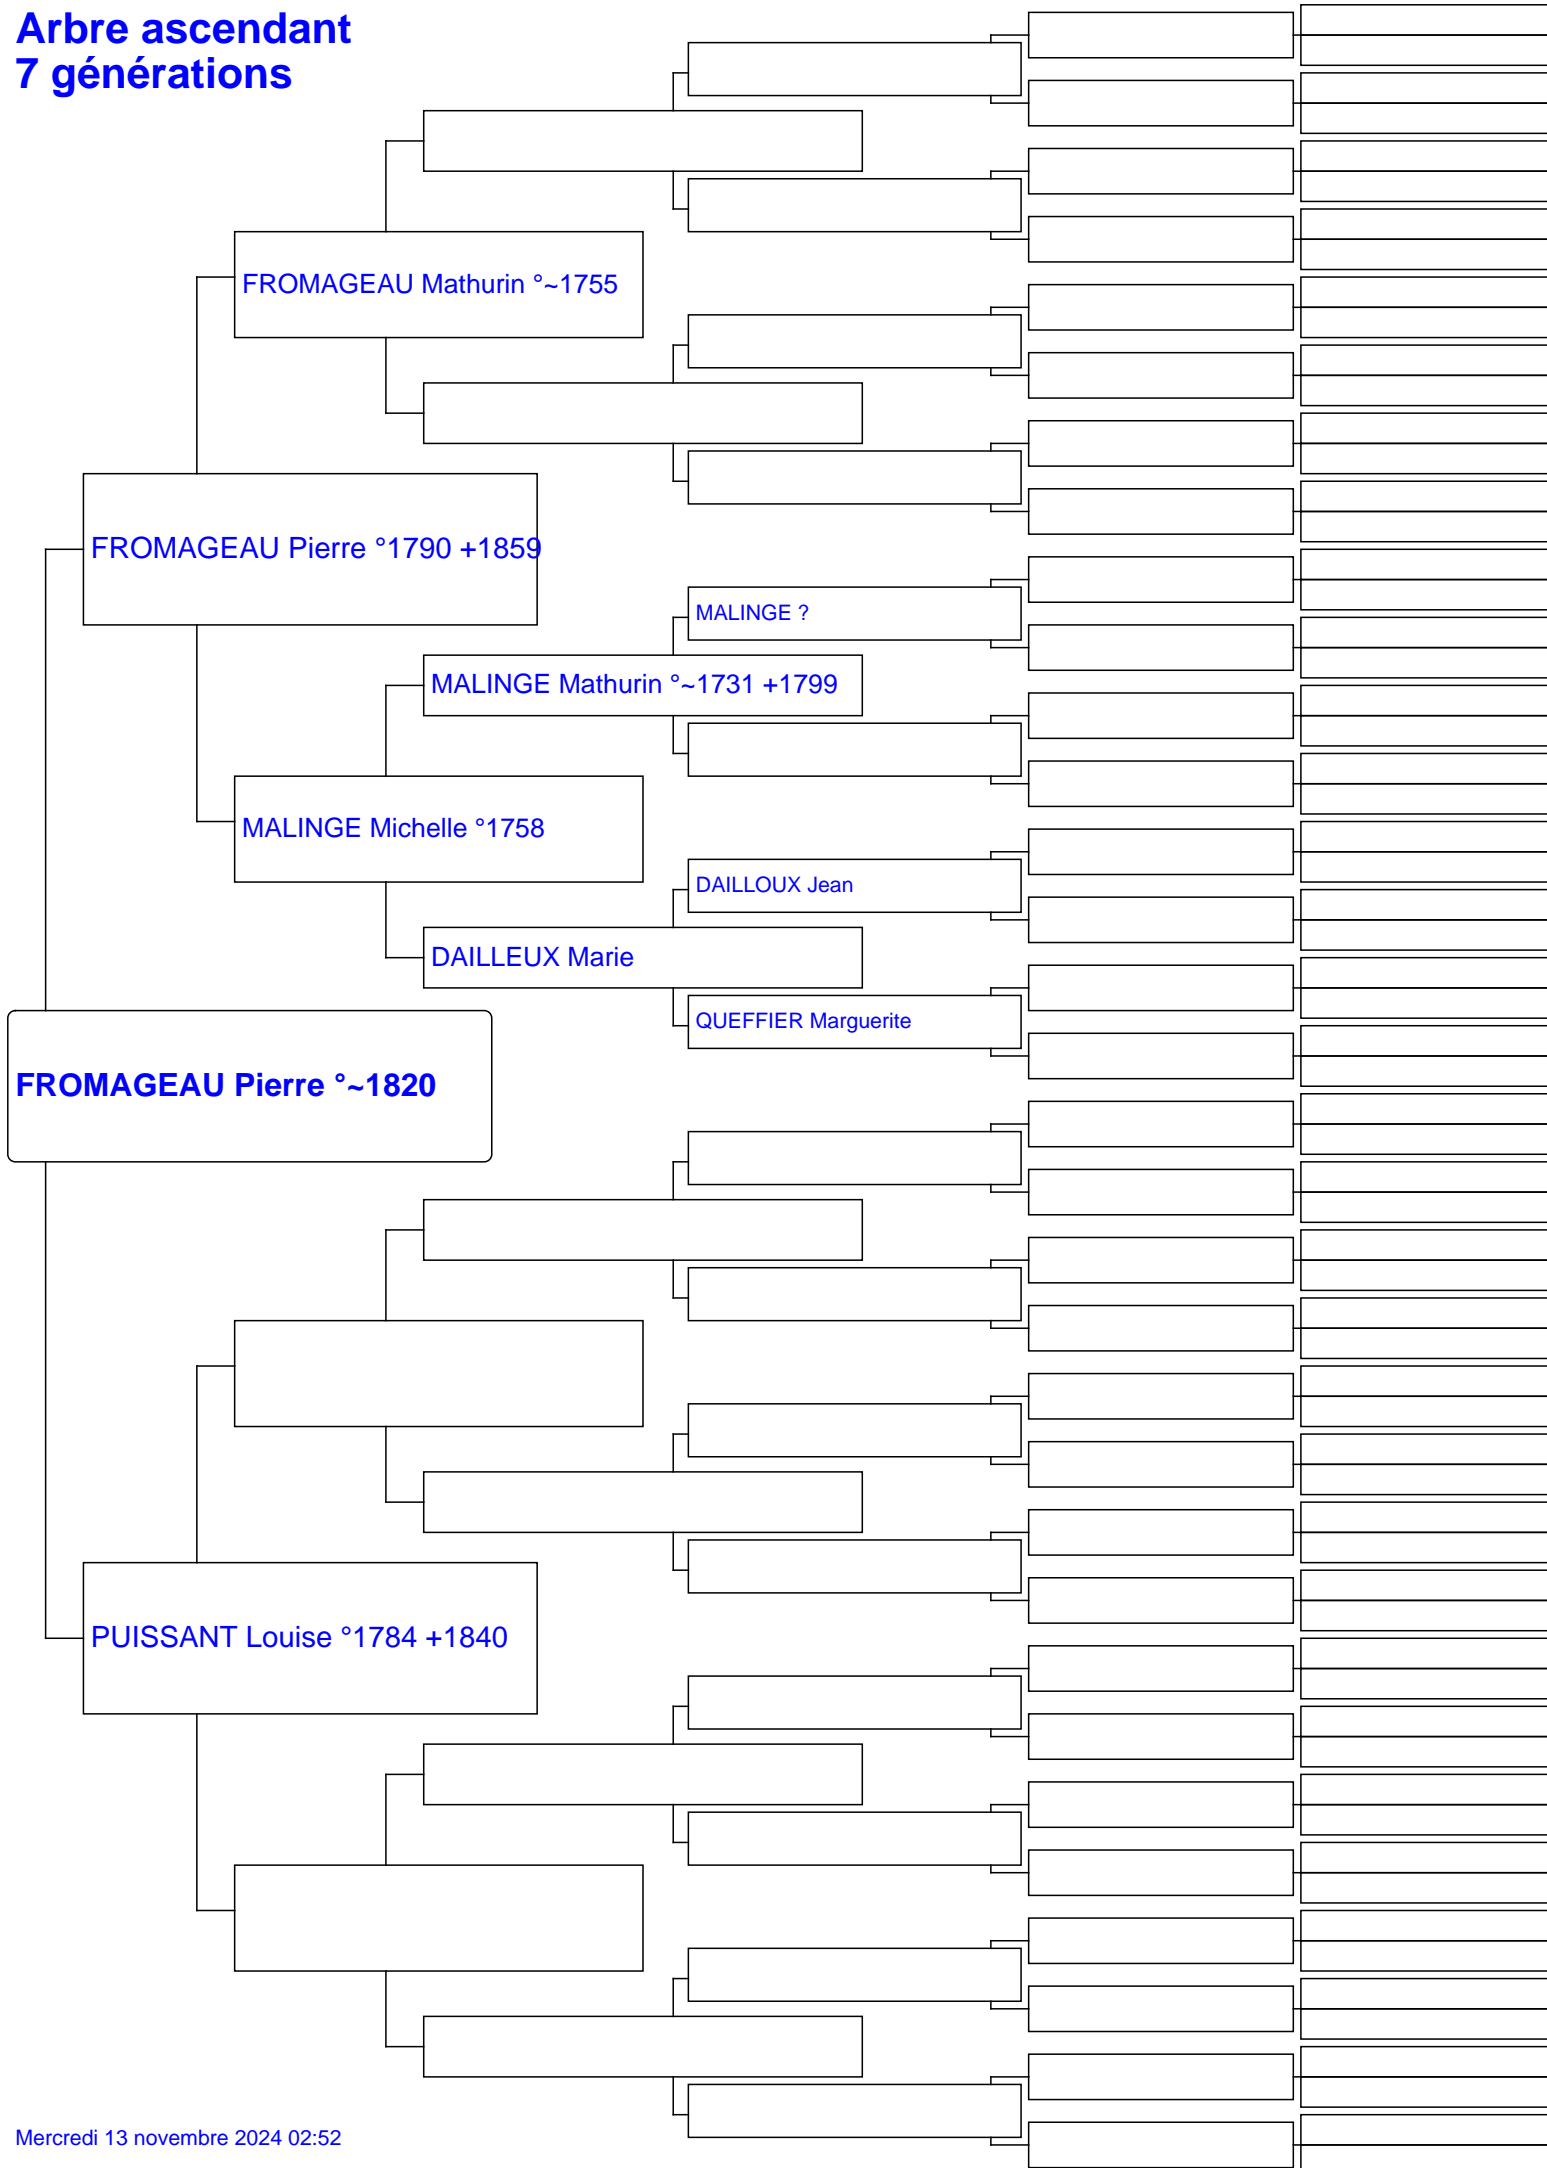 Arbre ascendant
7 générations
FROMAGEAU Mathurin °~1755
FROMAGEAU Pierre °1790 +1859
MALINGE ?
MALINGE Mathurin °~1731 +1799
MALINGE Michelle °1758
DAILLOUX Jean
DAILLEUX Marie
QUEFFIER Marguerite
FROMAGEAU Pierre °~1820
PUISSANT Louise °1784 +1840
Mercredi 13 novembre 2024 02:52